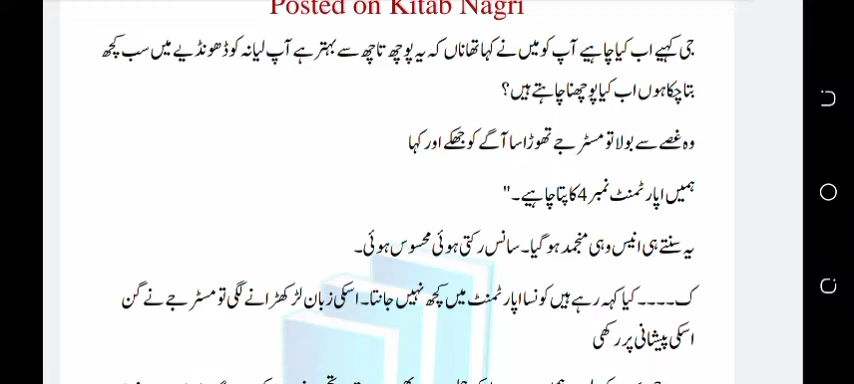 Posted on Kitab Nagri
جی کہیے اب کیا چاہیے آپ کو میں نے کہا تھا ناں کہ یہ پوچھ تاچھ سے بہتر ہے آپ لیانہ کو ڈھونڈیے میں سب کچھ
بتا چکا ہوں اب کیا پوچھنا چاہتے ہیں؟
وہ غصے سے بولا تو مسٹر جے تھوڑا سا آگے کو جھکے اور کہا
ہمیں اپارٹمنٹ نمبر 4 کا پتا چاہیے۔"
یہ سنتے ہی انیس وہی منجمد ہو گیا۔ سانس رکتی ہوئی محسوس ہوئی۔
ک۔۔۔۔ کیا کہہ رہے ہیں کونسا اپارٹمنٹ میں کچھ نہیں جانتا۔ اسکی زبان لڑکھڑانے لگی تو مسٹر جے نے گن
اسکی پیشانی پر رکھی